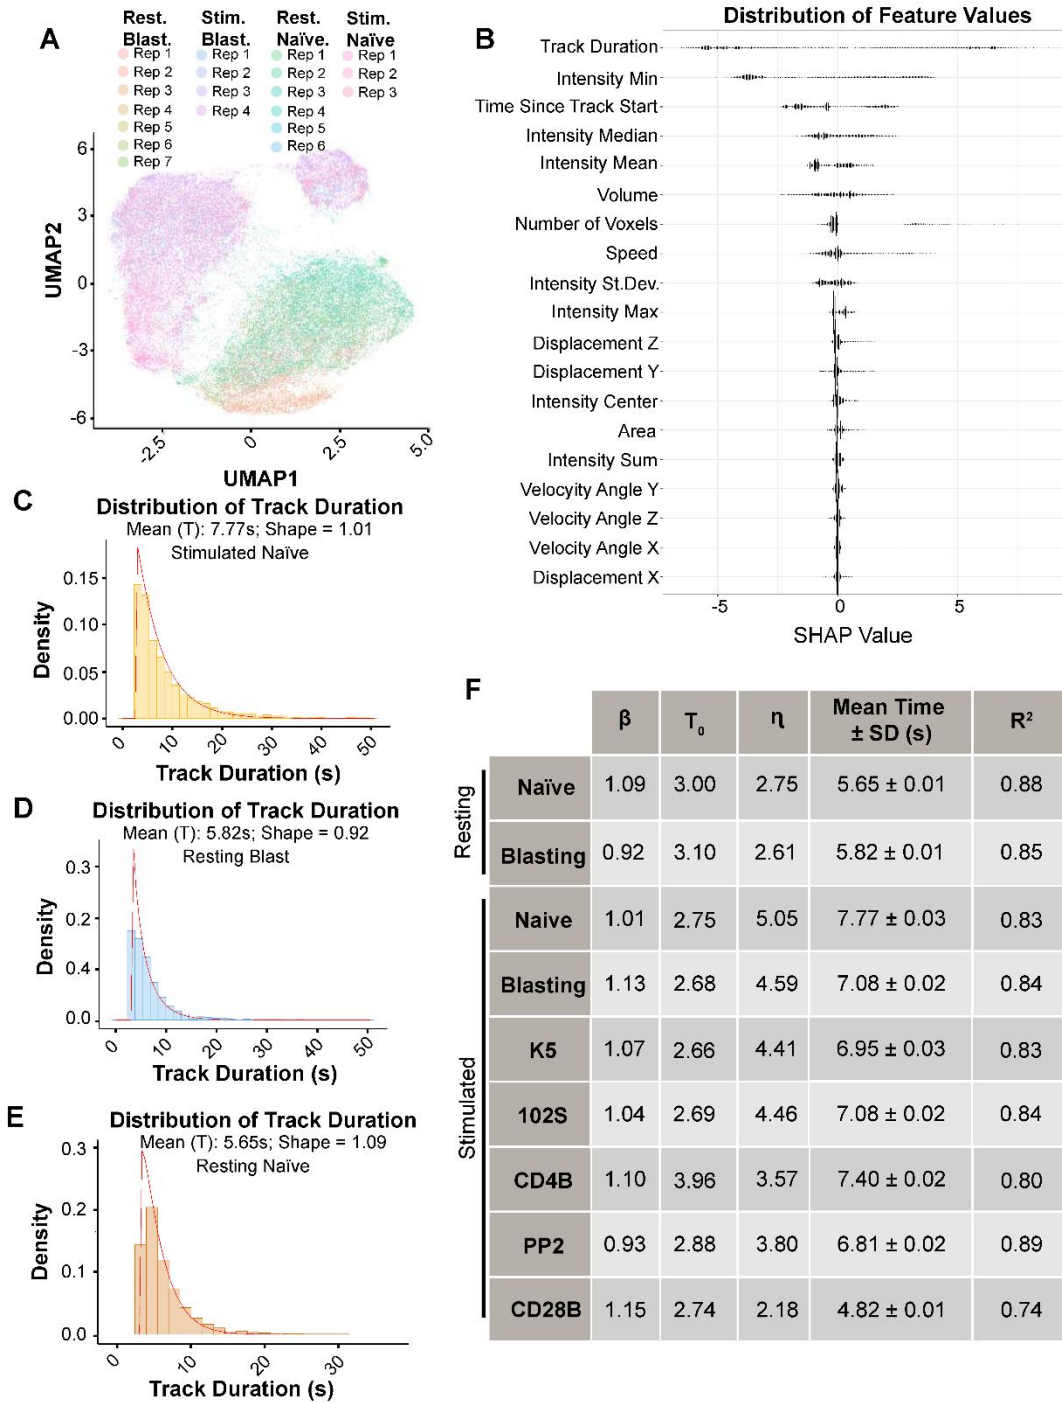 A
Rest. Blast.
Rep 1
Rep 2
Rep 3
Rep 4
Rep 5
Rep 6
Rep 7
Stim. Blast.
Rep 1
Rep 2
Rep 3
Rep 4
Rest. Naïve.
Rep 1
Rep 2
Rep 3
Rep 4
Rep 5
Rep 6
Stim. Naïve
Rep 1
Rep 2
Rep 3
UMAP2
6
3
0
-3
-6
-2.5
0
2.5
5.0
UMAP1
B
Distribution of Feature Values
Track Duration
Intensity Min
Time Since Track Start
Intensity Median
Intensity Mean
Volume
Number of Voxels
Speed
Intensity St.Dev.
Intensity Max
Displacement Z
Displacement Y
Intensity Center
Area
Intensity Sum
Velocyity Angle Y
Velocity Angle Z
Velocity Angle X
Displacement X
-5
0
5
SHAP Value
C
Distribution of Track Duration
Mean (T): 7.77s; Shape = 1.01
Stimulated Naïve
Density
0.15
0.10
0.05
0.00
0
10
20
30
40
50
Track Duration (s)
D
Distribution of Track Duration
Mean (T): 5.82s; Shape = 0.92
Resting Blast
Density
0.3
0.2
0.4
0.0
0
10
20
30
40
50
Track Duration (s)
E
Distribution of Track Duration
Mean (T): 5.65s; Shape = 1.09
Resting Naïve
Density
0.3
0.2
0.1
0.0
0
10
20
30
Track Duration (s)
F
β T₀ η Mean Time ± SD (s) R²
Resting
Naïve 1.09 3.00 2.75 5.65 ± 0.01 0.88
Blasting 0.92 3.10 2.61 5.82 ± 0.01 0.85
Stimulated
Naive 1.01 2.75 5.05 7.77 ± 0.03 0.83
Blasting 1.13 2.68 4.59 7.08 ± 0.02 0.84
K5 1.07 2.66 4.41 6.95 ± 0.03 0.83
102S 1.04 2.69 4.46 7.08 ± 0.02 0.84
CD4B 1.10 3.96 3.57 7.40 ± 0.02 0.80
PP2 0.93 2.88 3.80 6.81 ± 0.02 0.89
CD28B 1.15 2.74 2.18 4.82 ± 0.01 0.74